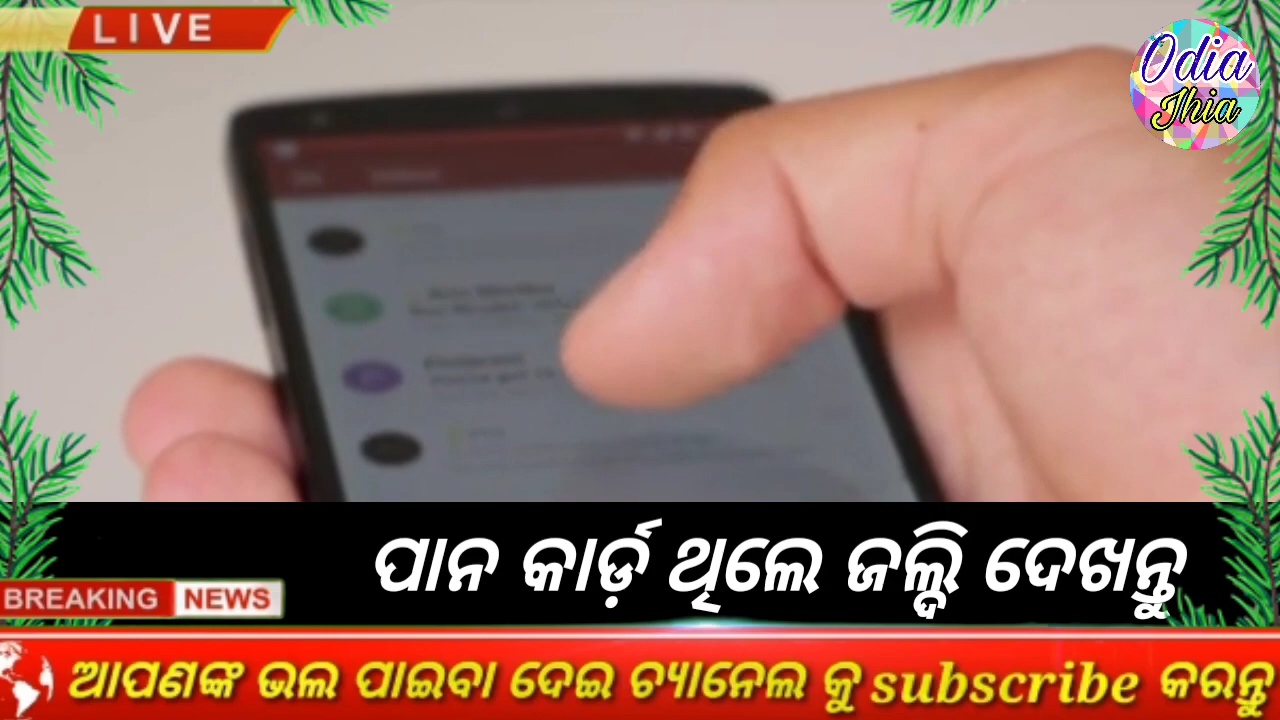 LIVE
Odia
Jhia
ପାନ କାର୍ଡ଼ ଥିଲେ ଜଲ୍ଦି ଦେଖନ୍ତୁ
BREAKING NEWS
ଆପଣଙ୍କ ଭଲ ପାଇବା ଦେଇ ଚ୍ୟାନେଲ କୁ subscribe କରନ୍ତୁ